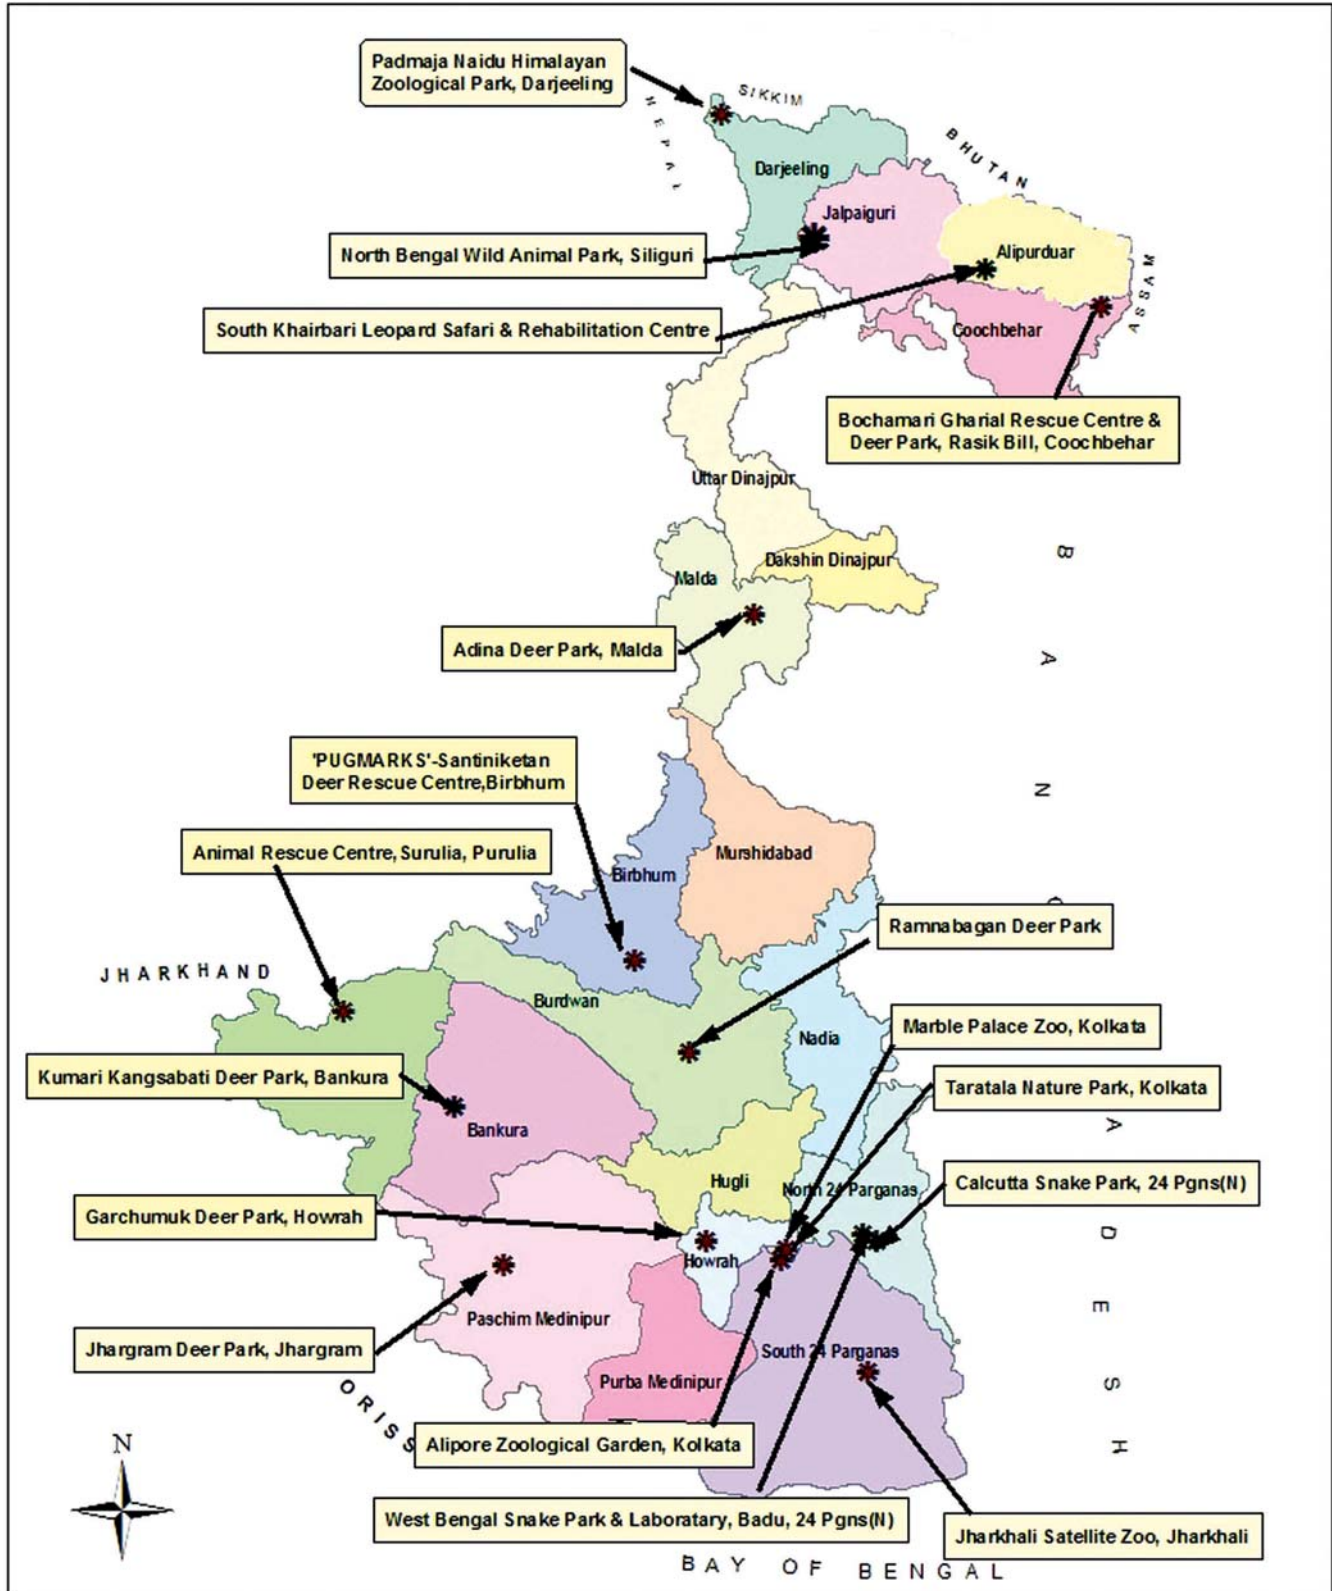 Padmaja Naidu Himalayan
Zoological Park, Darjeeling
SIKKIM
NEPAL
BHUTAN
Darjeeling
Jalpaiguri
North Bengal Wild Animal Park, Siliguri
Alipurduar
ASSAM
South Khairbari Leopard Safari & Rehabilitation Centre
Coochbehar
Bochamari Gharial Rescue Centre &
Deer Park, Rasik Bill, Coochbehar
Uttar Dinajpur
Dakshin Dinajpur
Malda
Adina Deer Park, Malda
'PUGMARKS'-Santiniketan
Deer Rescue Centre,Birbhum
Animal Rescue Centre, Surulia, Purulia
Murshidabad
Birbhum
Ramnabagan Deer Park
JHARKHAND
Burdwan
Marble Palace Zoo, Kolkata
Nadia
Kumari Kangsabati Deer Park, Bankura
Taratala Nature Park, Kolkata
Bankura
Hugli
North 24 Parganas
Calcutta Snake Park, 24 Pgns(N)
Garchumuk Deer Park, Howrah
Howrah
Paschim Medinipur
Jhargram Deer Park, Jhargram
South 24 Parganas
Purba Medinipur
ORISS
Alipore Zoological Garden, Kolkata
N
West Bengal Snake Park & Laboratary, Badu, 24 Pgns(N)
Jharkhali Satellite Zoo, Jharkhali
BAY OF BENGAL
B A N A D E S H